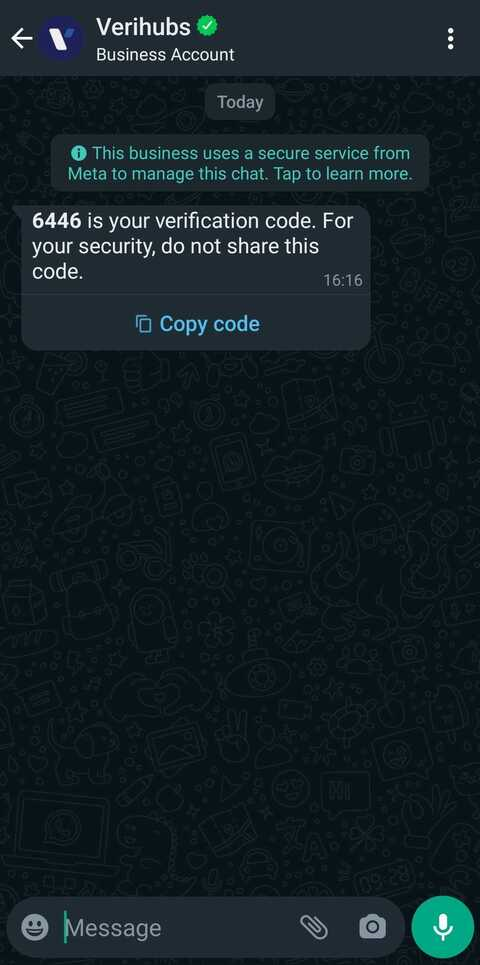 Verihubs
Business Account
Today
This business uses a secure service from
Meta to manage this chat. Tap to learn more.
6446 is your verification code. For
your security, do not share this
code.
16:16
Copy code
Message